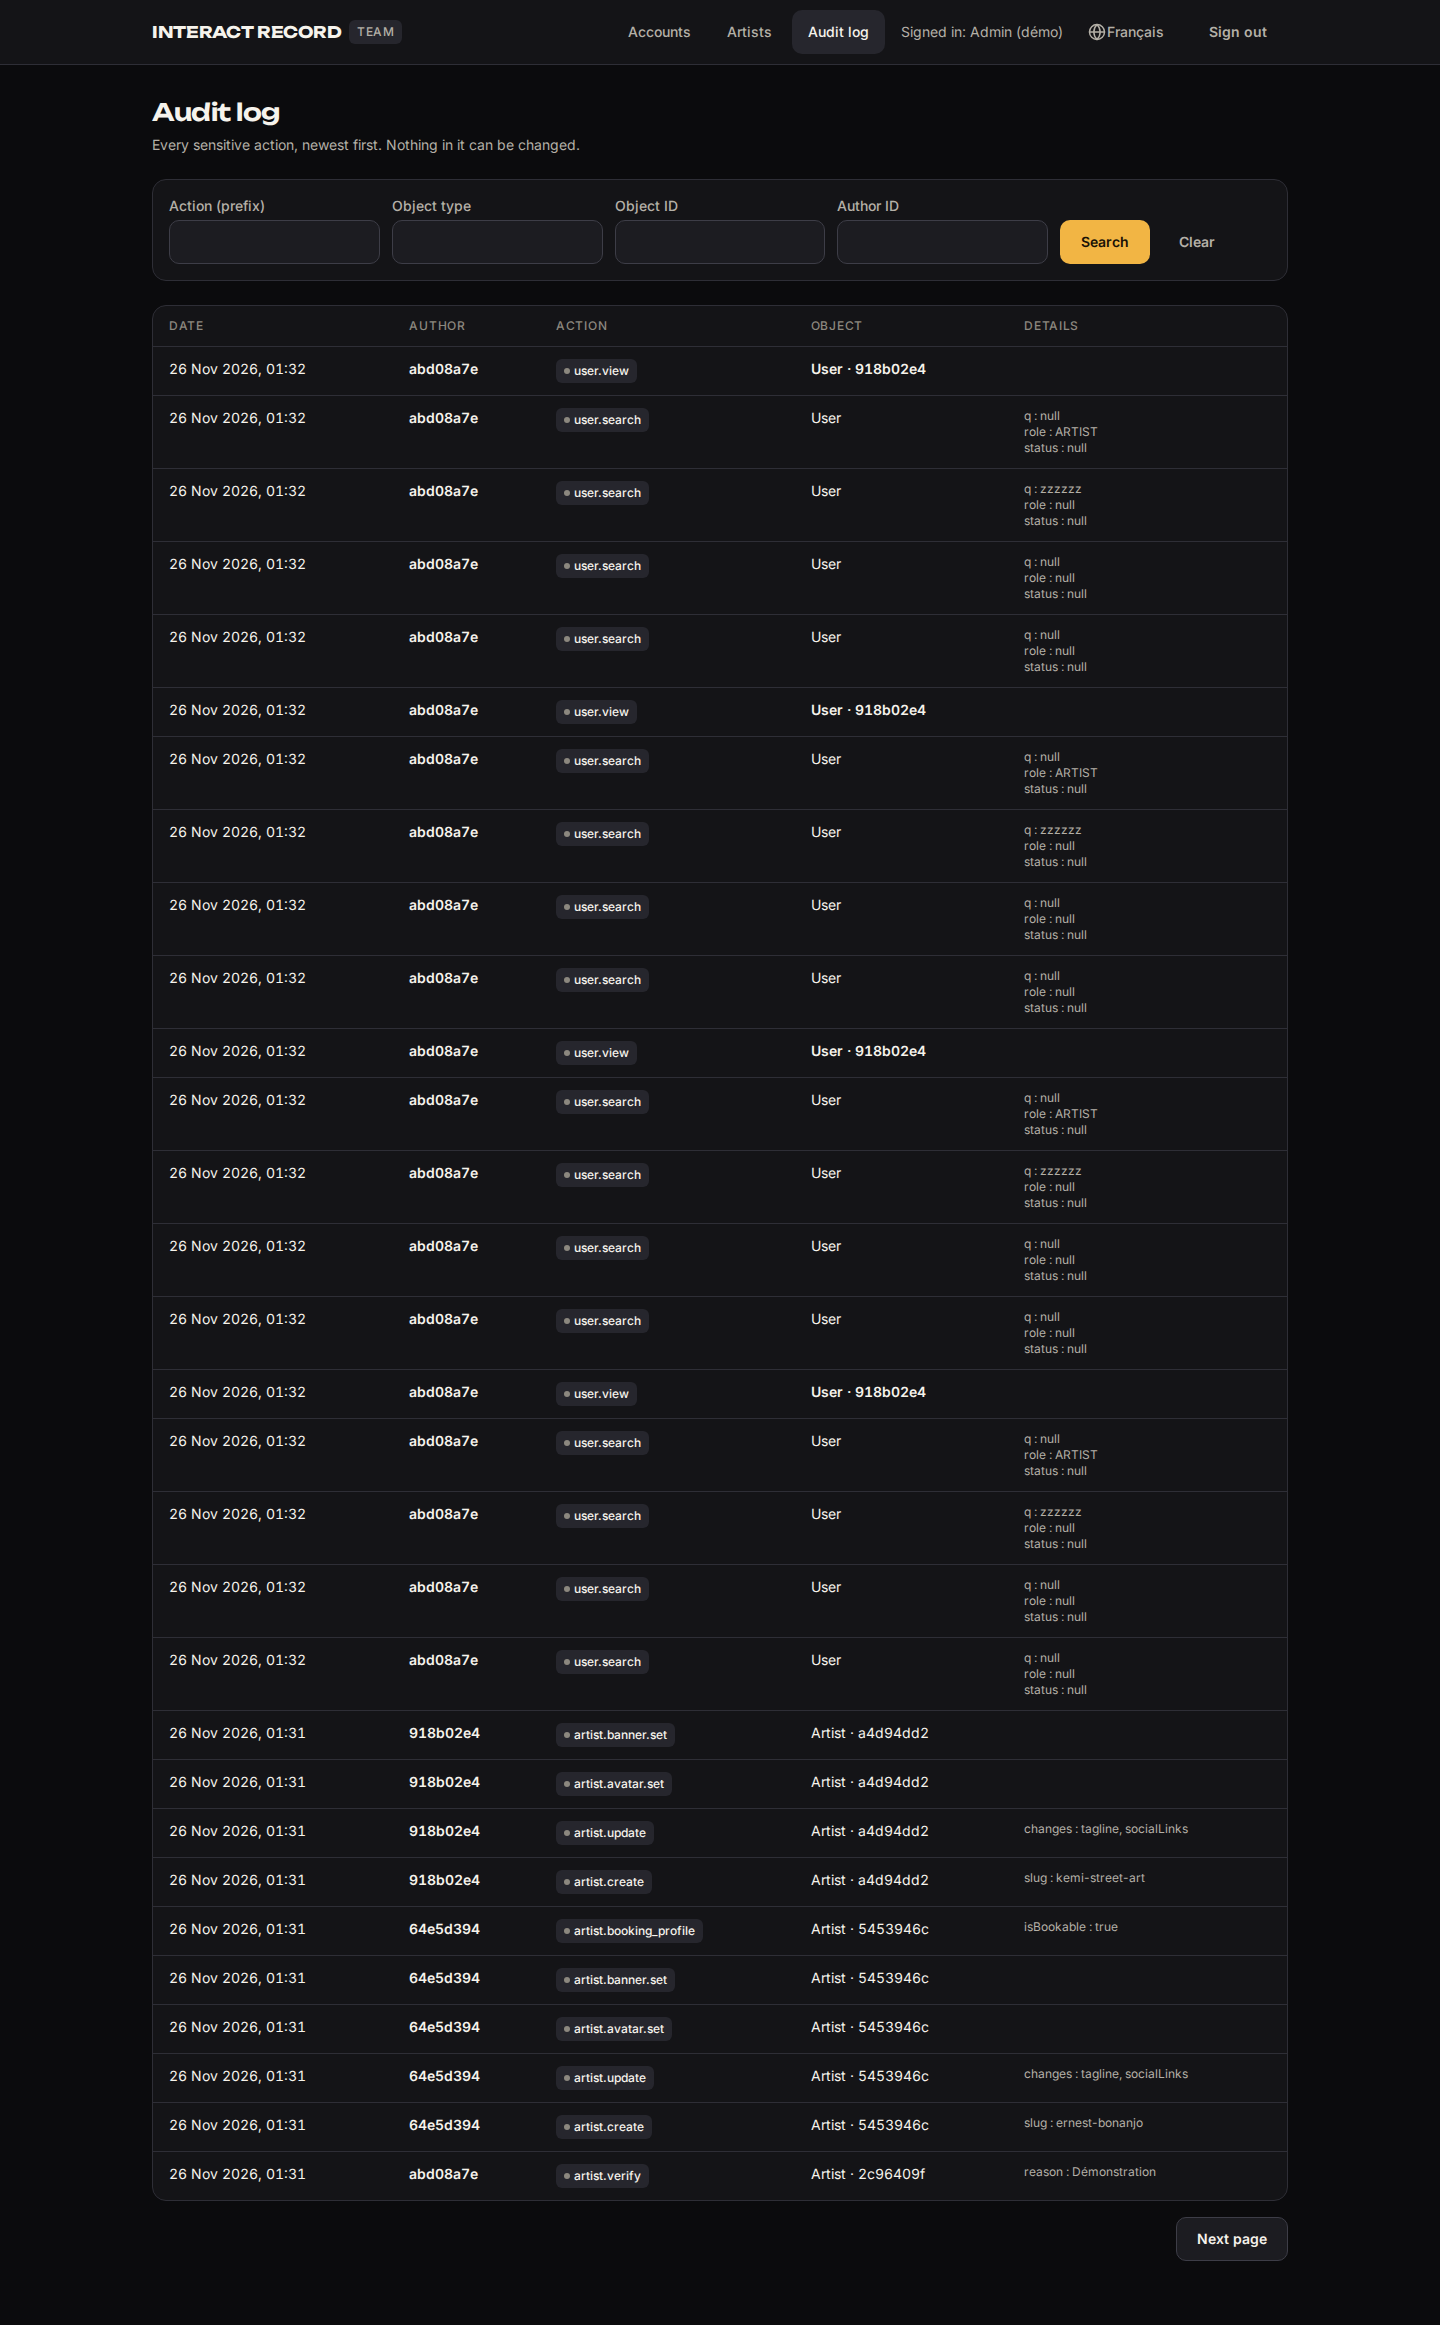 INTERACT RECORD TEAM Accounts Artists Audit log Signed in: Admin (démo) Français Sign out
Audit log
Every sensitive action, newest first. Nothing in it can be changed.
Action (prefix) Object type Object ID Author ID
Search Clear
DATE AUTHOR ACTION OBJECT DETAILS
26 Nov 2026, 01:32 abd08a7e user.view User · 918b02e4
26 Nov 2026, 01:32 abd08a7e user.search User q : null
role : ARTIST
status : null
26 Nov 2026, 01:32 abd08a7e user.search User q : zzzzzz
role : null
status : null
26 Nov 2026, 01:32 abd08a7e user.search User q : null
role : null
status : null
26 Nov 2026, 01:32 abd08a7e user.search User q : null
role : null
status : null
26 Nov 2026, 01:32 abd08a7e user.view User · 918b02e4
26 Nov 2026, 01:32 abd08a7e user.search User q : null
role : ARTIST
status : null
26 Nov 2026, 01:32 abd08a7e user.search User q : zzzzzz
role : null
status : null
26 Nov 2026, 01:32 abd08a7e user.search User q : null
role : null
status : null
26 Nov 2026, 01:32 abd08a7e user.search User q : null
role : null
status : null
26 Nov 2026, 01:32 abd08a7e user.view User · 918b02e4
26 Nov 2026, 01:32 abd08a7e user.search User q : null
role : ARTIST
status : null
26 Nov 2026, 01:32 abd08a7e user.search User q : zzzzzz
role : null
status : null
26 Nov 2026, 01:32 abd08a7e user.search User q : null
role : null
status : null
26 Nov 2026, 01:32 abd08a7e user.search User q : null
role : null
status : null
26 Nov 2026, 01:32 abd08a7e user.view User · 918b02e4
26 Nov 2026, 01:32 abd08a7e user.search User q : null
role : ARTIST
status : null
26 Nov 2026, 01:32 abd08a7e user.search User q : zzzzzz
role : null
status : null
26 Nov 2026, 01:32 abd08a7e user.search User q : null
role : null
status : null
26 Nov 2026, 01:32 abd08a7e user.search User q : null
role : null
status : null
26 Nov 2026, 01:31 918b02e4 artist.banner.set Artist · a4d94dd2
26 Nov 2026, 01:31 918b02e4 artist.avatar.set Artist · a4d94dd2
26 Nov 2026, 01:31 918b02e4 artist.update Artist · a4d94dd2 changes : tagline, socialLinks
26 Nov 2026, 01:31 918b02e4 artist.create Artist · a4d94dd2 slug : kemi-street-art
26 Nov 2026, 01:31 64e5d394 artist.booking_profile Artist · 5453946c isBookable : true
26 Nov 2026, 01:31 64e5d394 artist.banner.set Artist · 5453946c
26 Nov 2026, 01:31 64e5d394 artist.avatar.set Artist · 5453946c
26 Nov 2026, 01:31 64e5d394 artist.update Artist · 5453946c changes : tagline, socialLinks
26 Nov 2026, 01:31 64e5d394 artist.create Artist · 5453946c slug : ernest-bonanjo
26 Nov 2026, 01:31 abd08a7e artist.verify Artist · 2c96409f reason : Démonstration
Next page